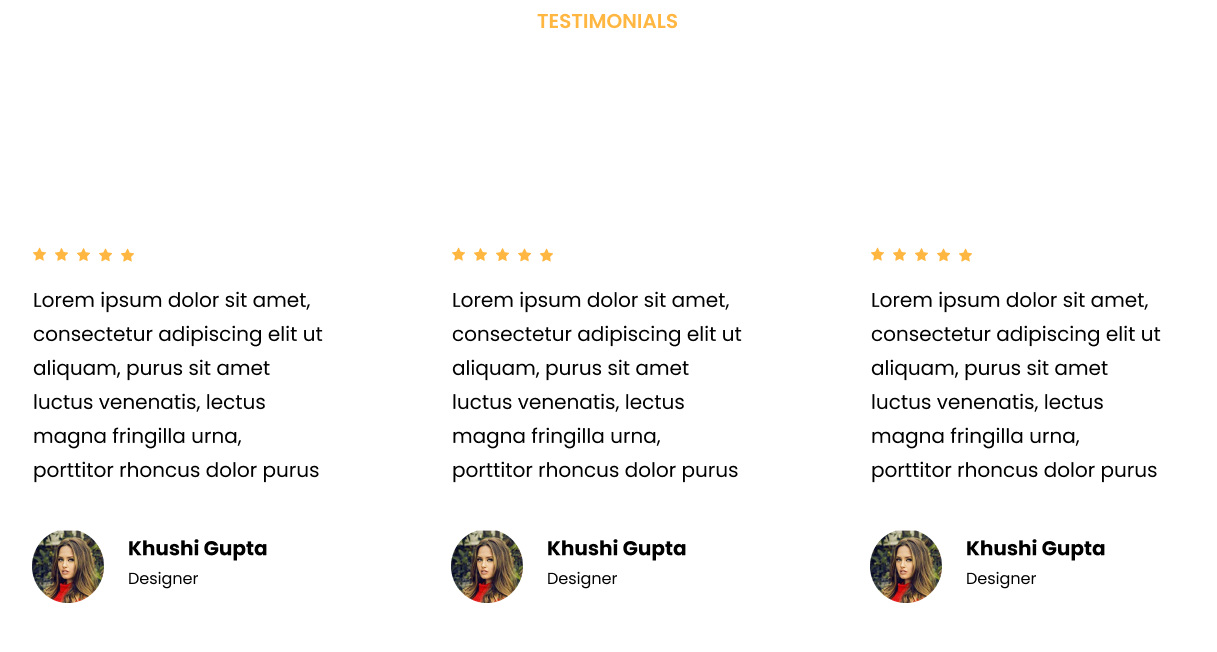 TESTIMONIALS
Lorem ipsum dolor sit amet,
consectetur adipiscing elit ut
aliquam, purus sit amet
luctus venenatis, lectus
magna fringilla urna,
porttitor rhoncus dolor purus
Khushi Gupta
Designer
Lorem ipsum dolor sit amet,
consectetur adipiscing elit ut
aliquam, purus sit amet
luctus venenatis, lectus
magna fringilla urna,
porttitor rhoncus dolor purus
Khushi Gupta
Designer
Lorem ipsum dolor sit amet,
consectetur adipiscing elit ut
aliquam, purus sit amet
luctus venenatis, lectus
magna fringilla urna,
porttitor rhoncus dolor purus
Khushi Gupta
Designer